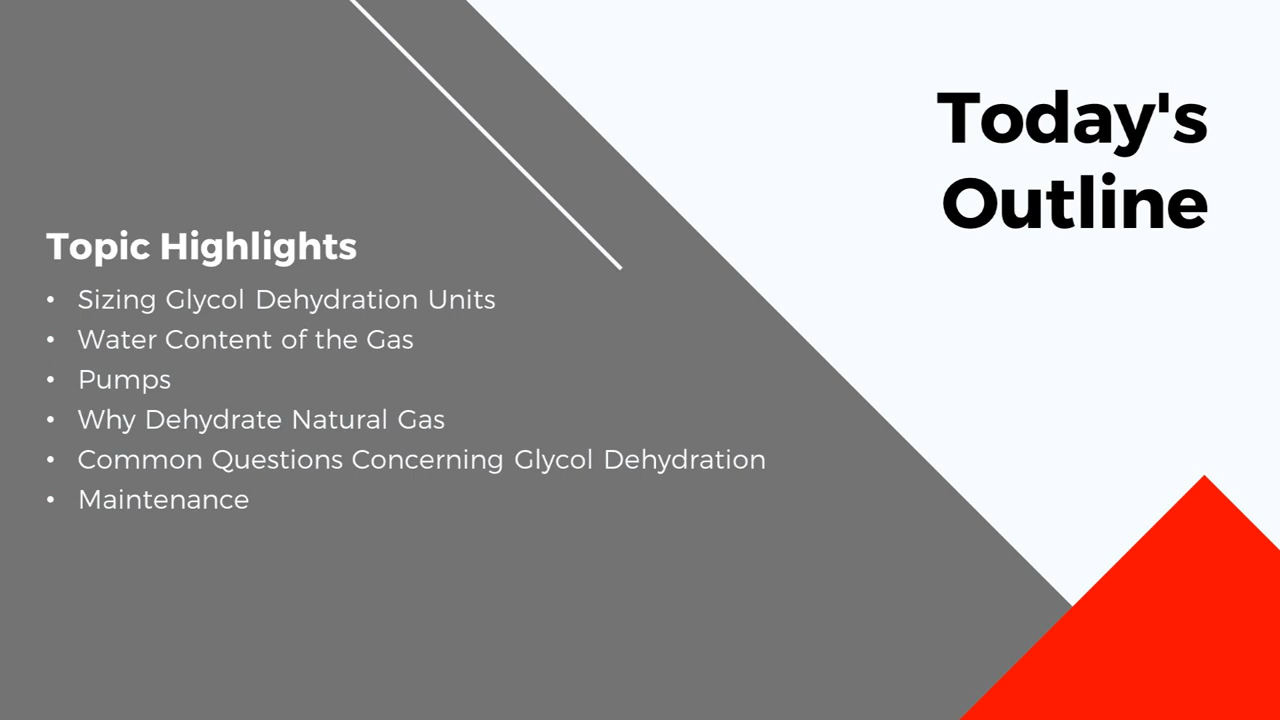 Today's
Outline
Topic Highlights
• Sizing Glycol Dehydration Units
• Water Content of the Gas
• Pumps
• Why Dehydrate Natural Gas
• Common Questions Concerning Glycol Dehydration
• Maintenance